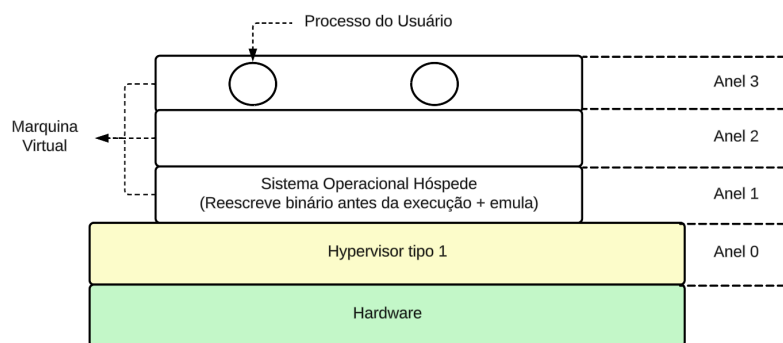 Processo do Usuário
Anel 3
Marquina
Virtual
Anel 2
Sistema Operacional Hóspede
(Reescreve binário antes da execução + emula)
Anel 1
Hypervisor tipo 1
Anel 0
Hardware